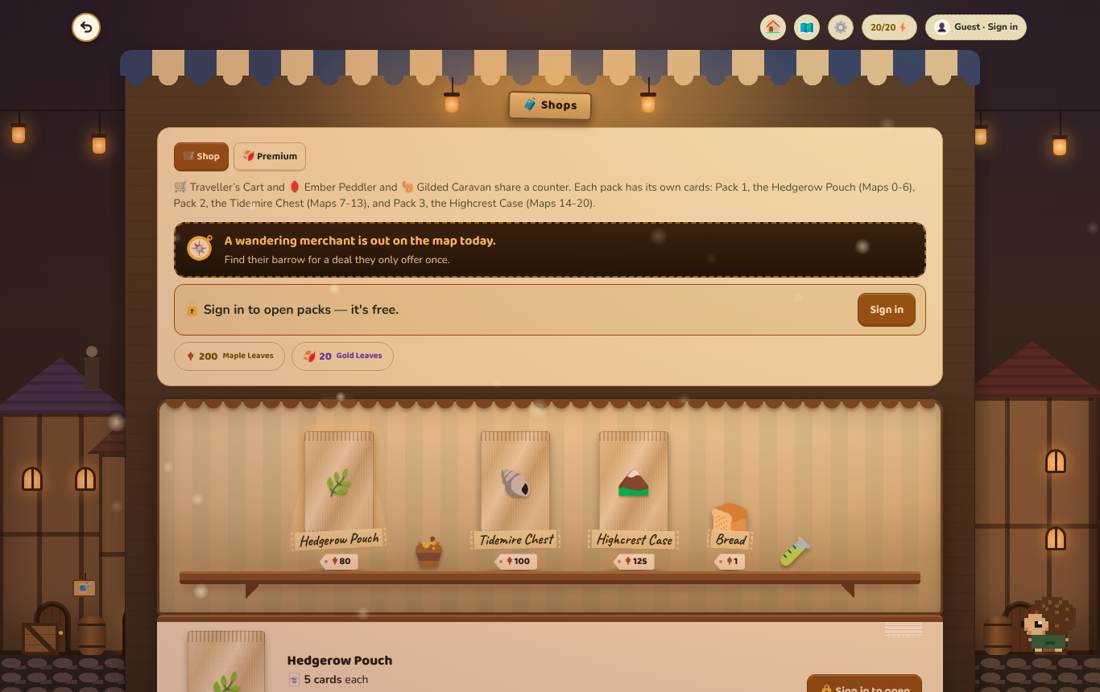 20/20
Guest · Sign in
Shops
Shop
Premium
Traveller's Cart and Ember Peddler and Gilded Caravan share a counter. Each pack has its own cards: Pack 1, the Hedgerow Pouch (Maps 0-6),
Pack 2, the Tidemire Chest (Maps 7-13), and Pack 3, the Highcrest Case (Maps 14-20).
A wandering merchant is out on the map today.
Find their barrow for a deal they only offer once.
Sign in to open packs — it's free.
Sign in
200 Maple Leaves
20 Gold Leaves
Hedgerow Pouch
Tidemire Chest
Highcrest Case
Bread
80
100
125
1
Hedgerow Pouch
5 cards each
Sign in to open